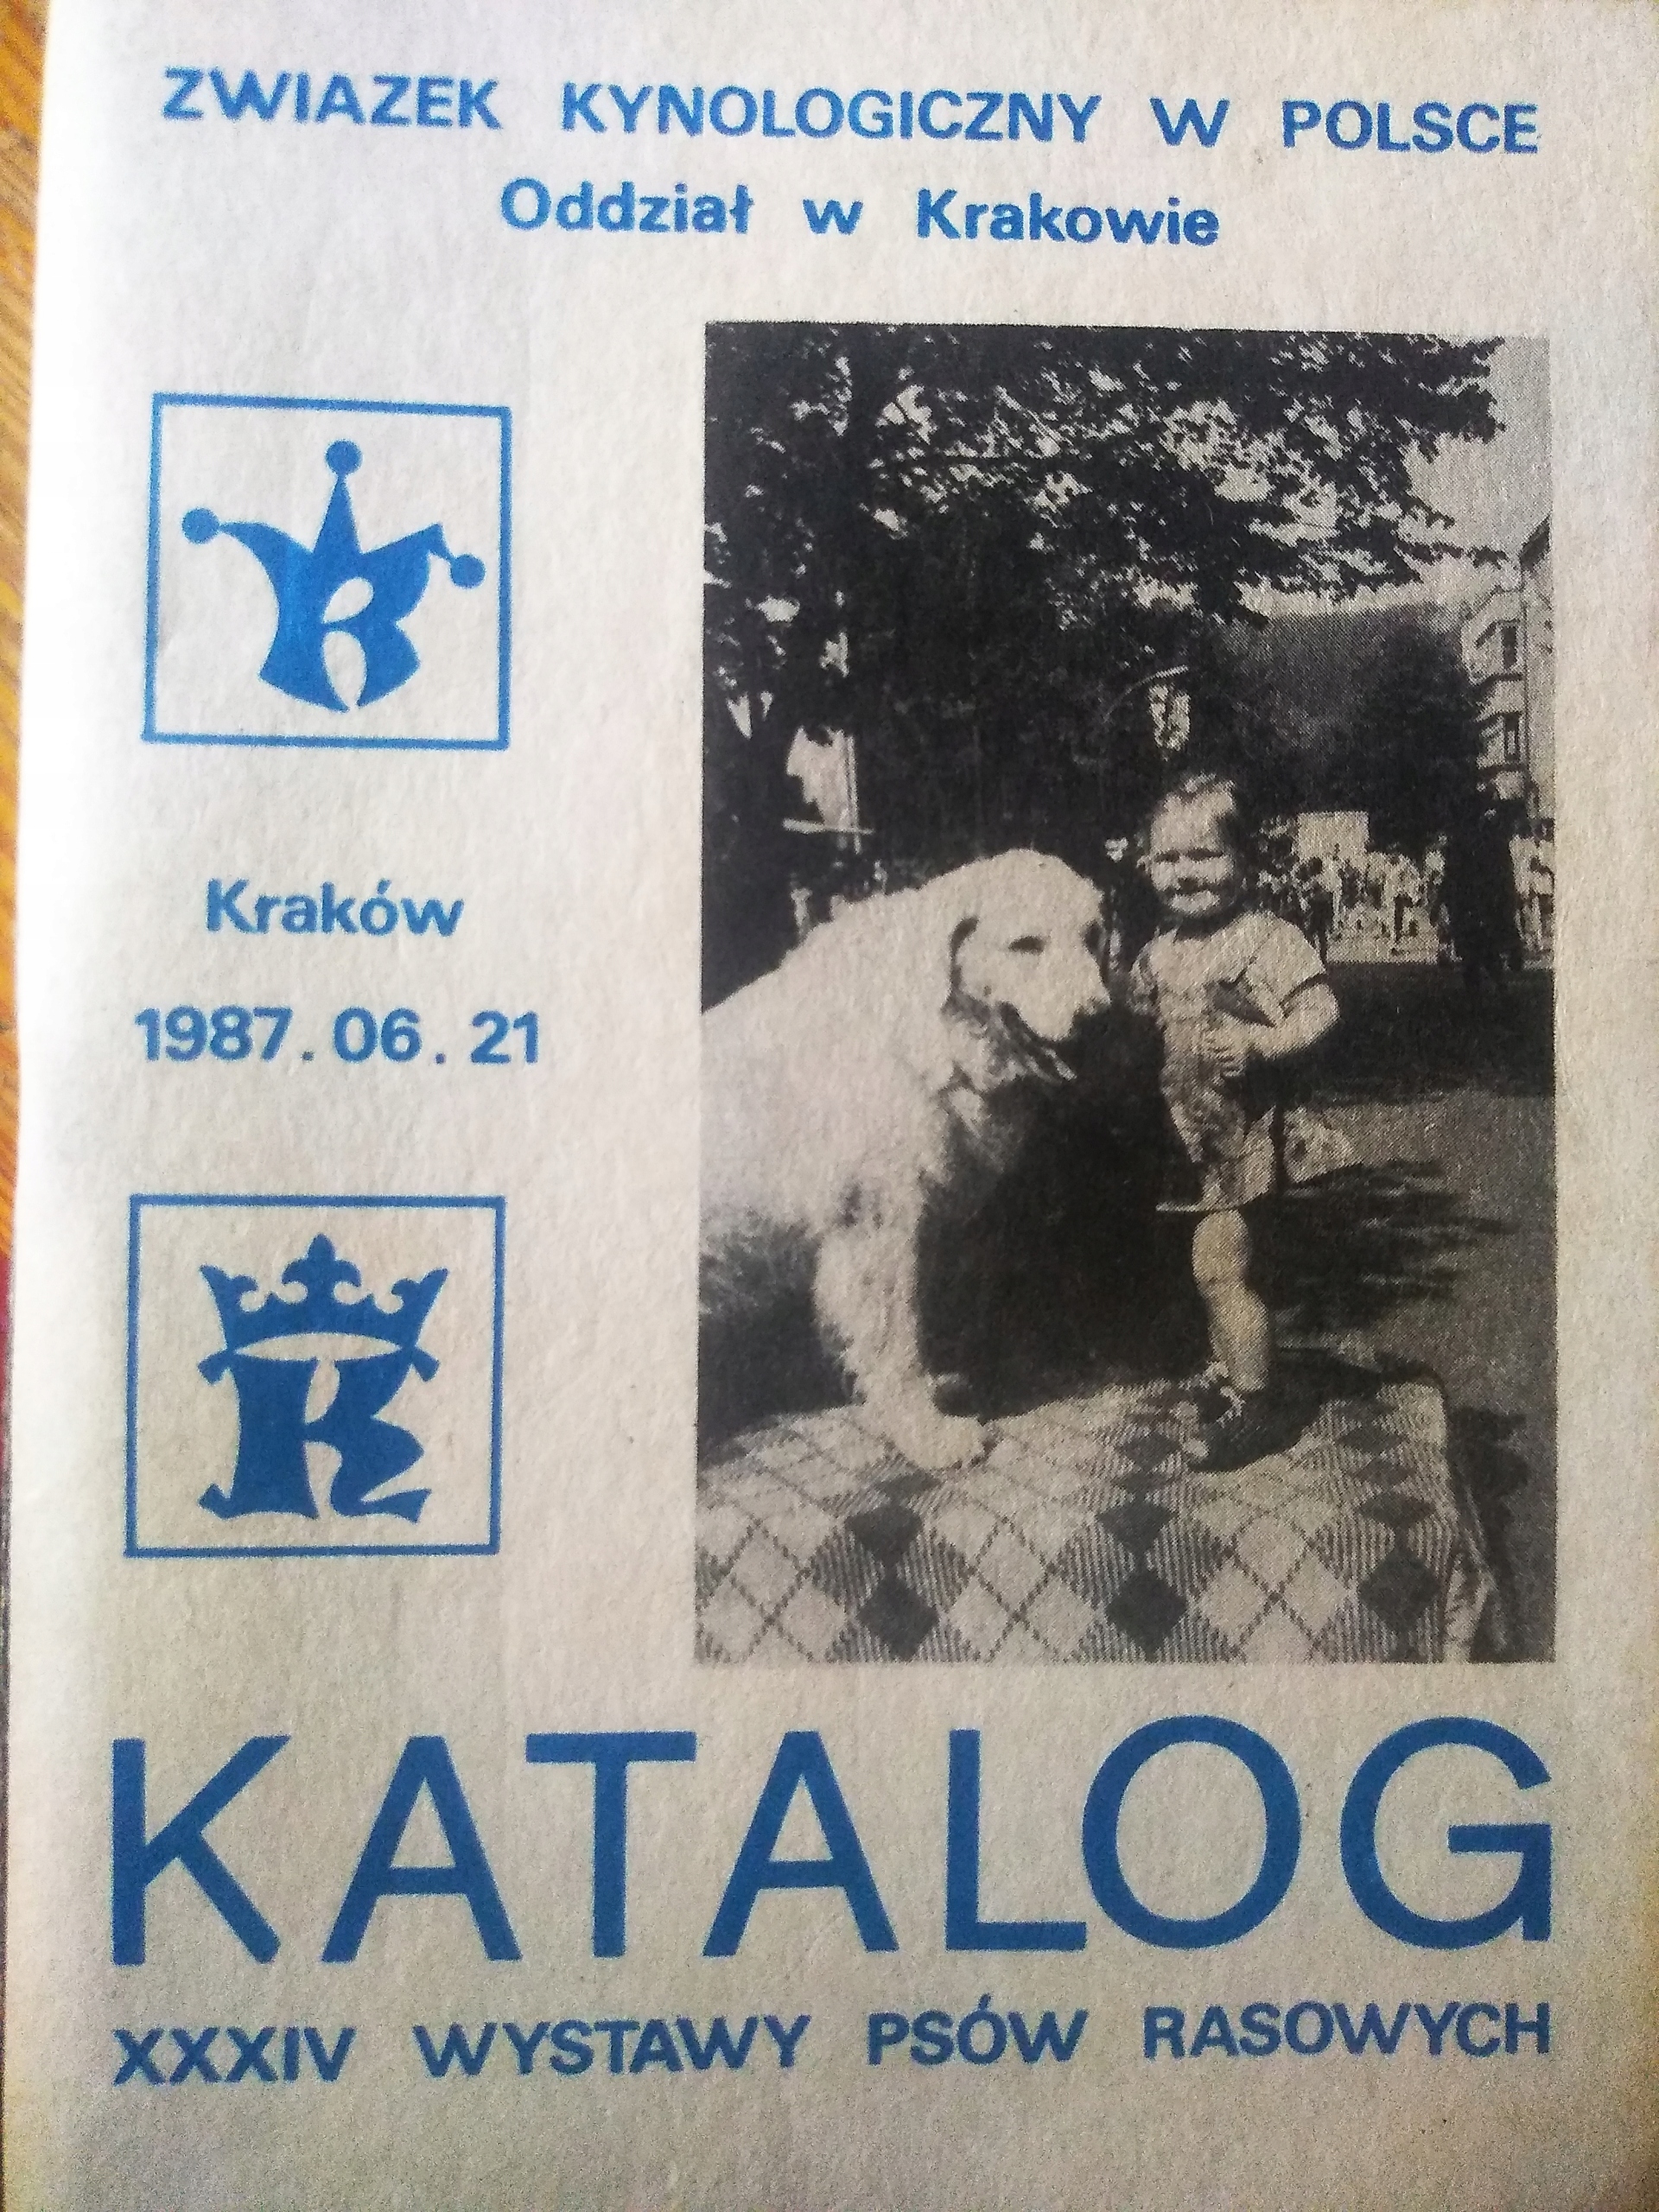 ZWIAZEK KYNOLOGICZNY W POLSCE
Oddział w Krakowie
K
Kraków
1987.06.21
K
KATALOG
XXXIV WYSTAWY PSÓW RASOWYCH